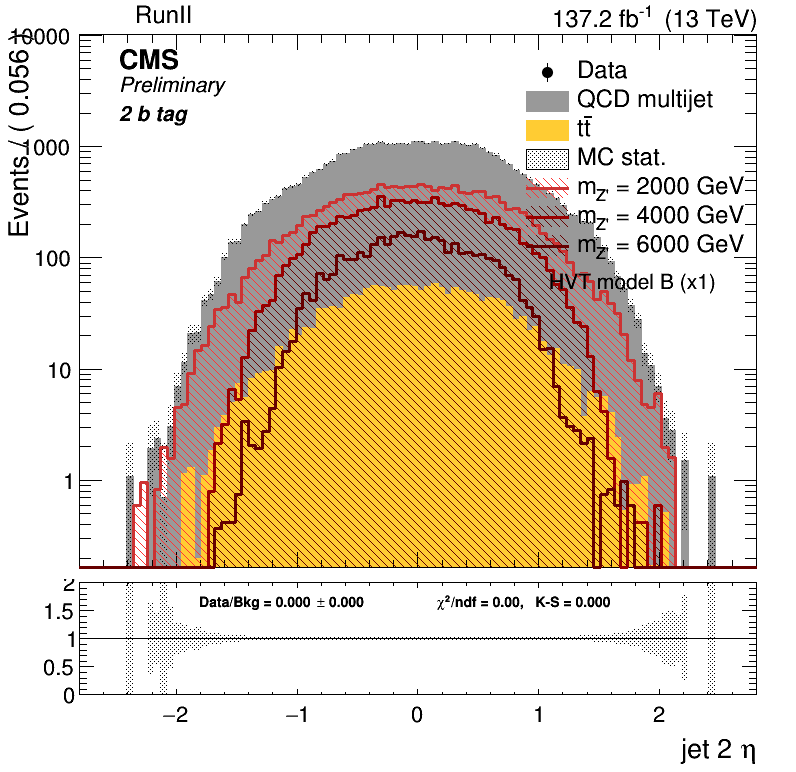 RunII
137.2 fb⁻¹ (13 TeV)
10000
1000
100
10
1
Events / ( 0.056 )
CMS
Preliminary
2 b tag
Data
QCD multijet
tt̄
MC stat.
m_Z' = 2000 GeV
m_Z' = 4000 GeV
m_Z' = 6000 GeV
HVT model B (x1)
2
1.5
1
0.5
0
Data/Bkg = 0.000 ± 0.000
χ²/ndf = 0.00, K-S = 0.000
−2 −1 0 1 2
jet 2 η